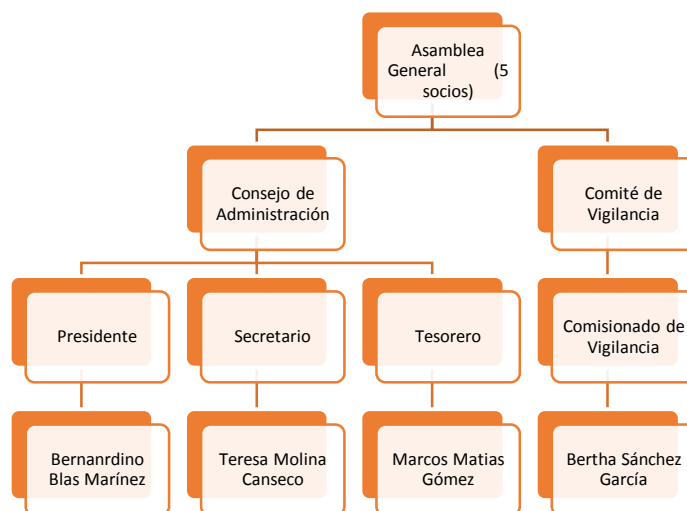 Asamblea
General (5
socios)
Consejo de
Administración
Comité de
Vigilancia
Presidente
Secretario
Tesorero
Comisionado de
Vigilancia
Bernanrdino
Blas Marínez
Teresa Molina
Canseco
Marcos Matias
Gómez
Bertha Sánchez
García